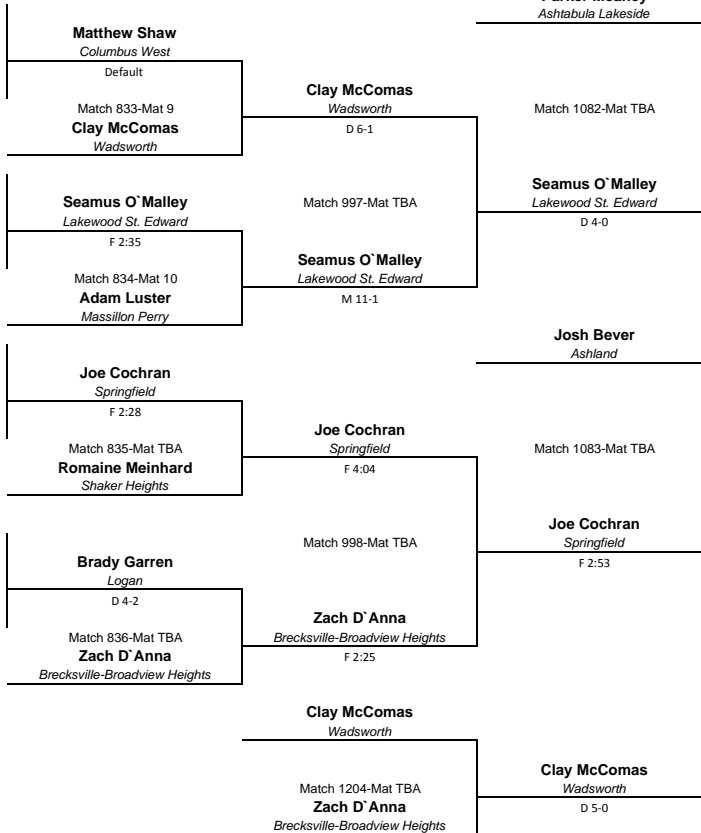 Ashtabula Lakeside
Matthew Shaw
Columbus West
Default
Match 833-Mat 9
Clay McComas
Wadsworth
Clay McComas
Wadsworth
D 6-1
Match 1082-Mat TBA
Seamus O`Malley
Lakewood St. Edward
F 2:35
Match 834-Mat 10
Adam Luster
Massillon Perry
Match 997-Mat TBA
Seamus O`Malley
Lakewood St. Edward
M 11-1
Seamus O`Malley
Lakewood St. Edward
D 4-0
Josh Bever
Ashland
Joe Cochran
Springfield
F 2:28
Match 835-Mat TBA
Romaine Meinhard
Shaker Heights
Joe Cochran
Springfield
F 4:04
Match 1083-Mat TBA
Match 998-Mat TBA
Joe Cochran
Springfield
F 2:53
Brady Garren
Logan
D 4-2
Match 836-Mat TBA
Zach D`Anna
Brecksville-Broadview Heights
Zach D`Anna
Brecksville-Broadview Heights
F 2:25
Clay McComas
Wadsworth
Match 1204-Mat TBA
Zach D`Anna
Brecksville-Broadview Heights
Clay McComas
Wadsworth
D 5-0